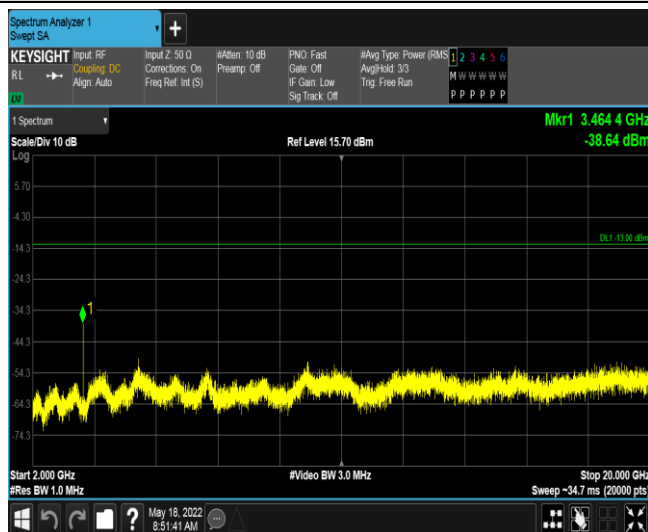 Spectrum Analyzer 1
Swept SA
KEYSIGHT
RL
LM
Input: RF
Coupling: DC
Align: Auto
Input Z: 50 Ω
Corrections: On
Freq Ref: Int (S)
#Atten: 10 dB
Preamp: Off
PNO: Fast
Gate: Off
IF Gain: Low
Sig Track: Off
#Avg Type: Power (RMS
Avg|Hold: 3/3
Trig: Free Run
1 2 3 4 5 6
M W W W W W
P P P P P P
1 Spectrum
Mkr1 3.464 4 GHz
Scale/Div 10 dB
Ref Level 15.70 dBm
-38.64 dBm
Log
5.70
-4.30
DL1 -13.00 dBm
-14.3
-24.3
-34.3
1
-44.3
-54.3
-64.3
-74.3
Start 2.000 GHz
#Video BW 3.0 MHz
Stop 20.000 GHz
#Res BW 1.0 MHz
Sweep ~34.7 ms (20000 pts)
May 18, 2022
8:51:41 AM